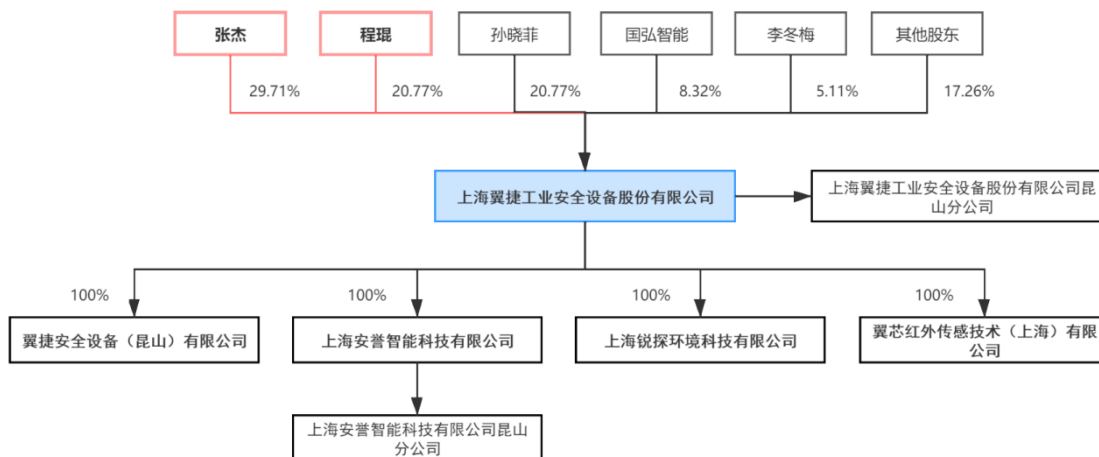 张杰
程琨
孙晓菲
国弘智能
李冬梅
其他股东
29.71%
20.77%
20.77%
8.32%
5.11%
17.26%
上海翼捷工业安全设备股份有限公司
上海翼捷工业安全设备股份有限公司昆
山分公司
100%
100%
100%
100%
翼捷安全设备（昆山）有限公司
上海安誉智能科技有限公司
上海锐探环境科技有限公司
翼芯红外传感技术（上海）有限
公司
上海安誉智能科技有限公司昆山
分公司